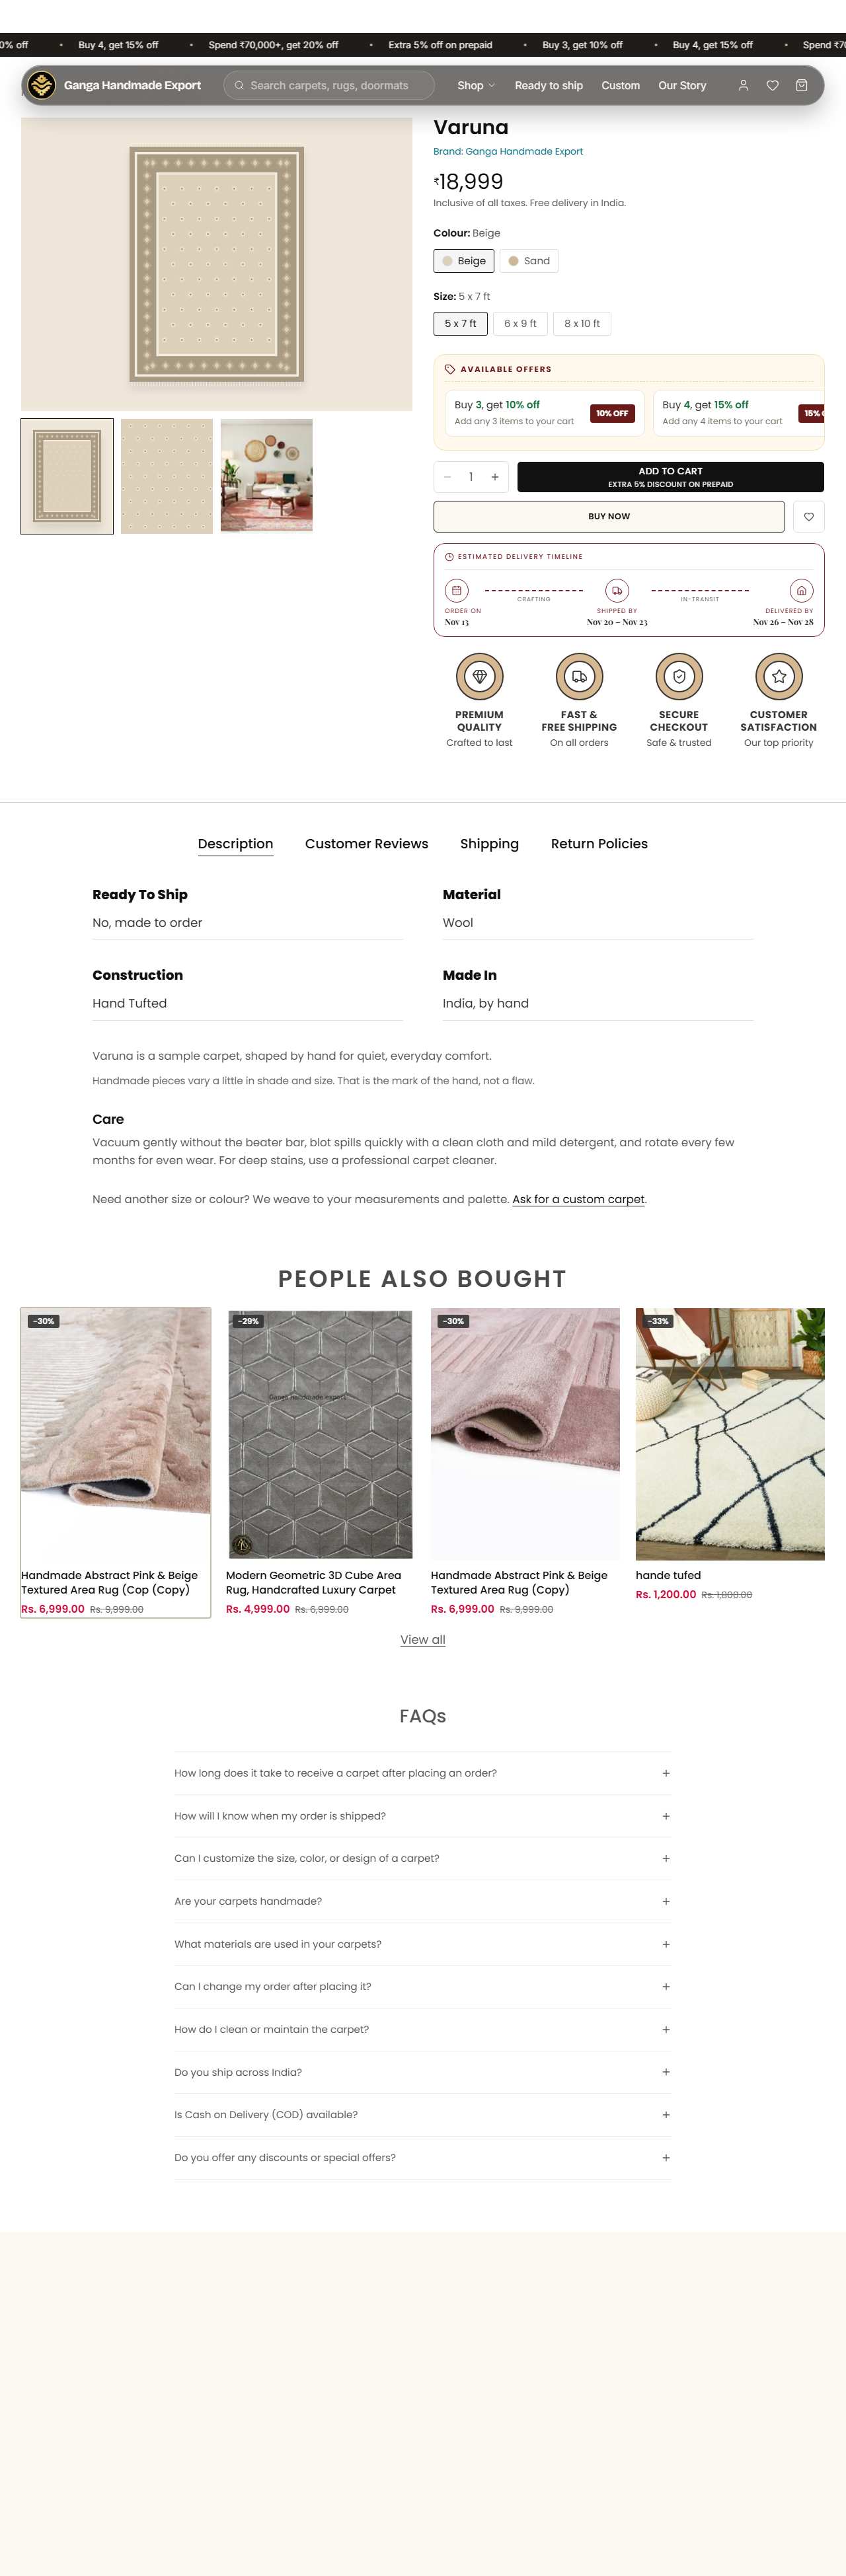 0% off • Buy 4, get 15% off • Spend ₹70,000+, get 20% off • Extra 5% off on prepaid • Buy 3, get 10% off • Buy 4, get 15% off • Spend ₹70
Ganga Handmade Export
Search carpets, rugs, doormats
Shop
Ready to ship
Custom
Our Story
Varuna
Brand: Ganga Handmade Export
₹18,999
Inclusive of all taxes. Free delivery in India.
Colour: Beige
Beige
Sand
Size: 5 x 7 ft
5 x 7 ft
6 x 9 ft
8 x 10 ft
AVAILABLE OFFERS
Buy 3, get 10% off
Add any 3 items to your cart
10% OFF
Buy 4, get 15% off
Add any 4 items to your cart
15%
− 1 +
ADD TO CART
EXTRA 5% DISCOUNT ON PREPAID
BUY NOW
ESTIMATED DELIVERY TIMELINE
CRAFTING
IN-TRANSIT
ORDER ON
Nov 13
SHIPPED BY
Nov 20 – Nov 23
DELIVERED BY
Nov 26 – Nov 28
PREMIUM
QUALITY
Crafted to last
FAST &
FREE SHIPPING
On all orders
SECURE
CHECKOUT
Safe & trusted
CUSTOMER
SATISFACTION
Our top priority
Description
Customer Reviews
Shipping
Return Policies
Ready To Ship
No, made to order
Material
Wool
Construction
Hand Tufted
Made In
India, by hand
Varuna is a sample carpet, shaped by hand for quiet, everyday comfort.
Handmade pieces vary a little in shade and size. That is the mark of the hand, not a flaw.
Care
Vacuum gently without the beater bar, blot spills quickly with a clean cloth and mild detergent, and rotate every few
months for even wear. For deep stains, use a professional carpet cleaner.
Need another size or colour? We weave to your measurements and palette. Ask for a custom carpet.
PEOPLE ALSO BOUGHT
-30%
Handmade Abstract Pink & Beige
Textured Area Rug (Cop (Copy)
Rs. 6,999.00 Rs. 9,999.00
-29%
Ganga handmade export
Modern Geometric 3D Cube Area
Rug, Handcrafted Luxury Carpet
Rs. 4,999.00 Rs. 6,999.00
-30%
Handmade Abstract Pink & Beige
Textured Area Rug (Copy)
Rs. 6,999.00 Rs. 9,999.00
-33%
hande tufed
Rs. 1,200.00 Rs. 1,800.00
View all
FAQs
How long does it take to receive a carpet after placing an order? +
How will I know when my order is shipped? +
Can I customize the size, color, or design of a carpet? +
Are your carpets handmade? +
What materials are used in your carpets? +
Can I change my order after placing it? +
How do I clean or maintain the carpet? +
Do you ship across India? +
Is Cash on Delivery (COD) available? +
Do you offer any discounts or special offers? +